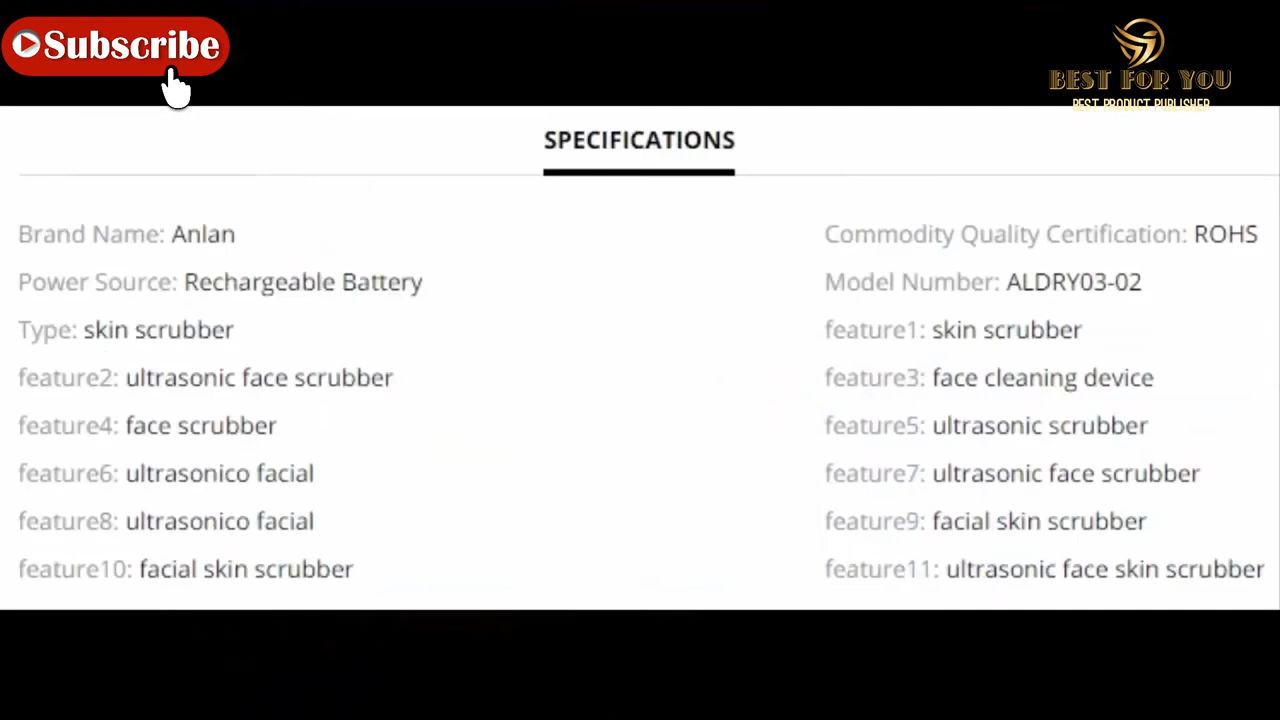 Subscribe
BEST FOR YOU
BEST PRODUCT PUBLISHER
SPECIFICATIONS
Brand Name: Anlan
Commodity Quality Certification: ROHS
Power Source: Rechargeable Battery
Model Number: ALDRY03-02
Type: skin scrubber
feature1: skin scrubber
feature2: ultrasonic face scrubber
feature3: face cleaning device
feature4: face scrubber
feature5: ultrasonic scrubber
feature6: ultrasonico facial
feature7: ultrasonic face scrubber
feature8: ultrasonico facial
feature9: facial skin scrubber
feature10: facial skin scrubber
feature11: ultrasonic face skin scrubber